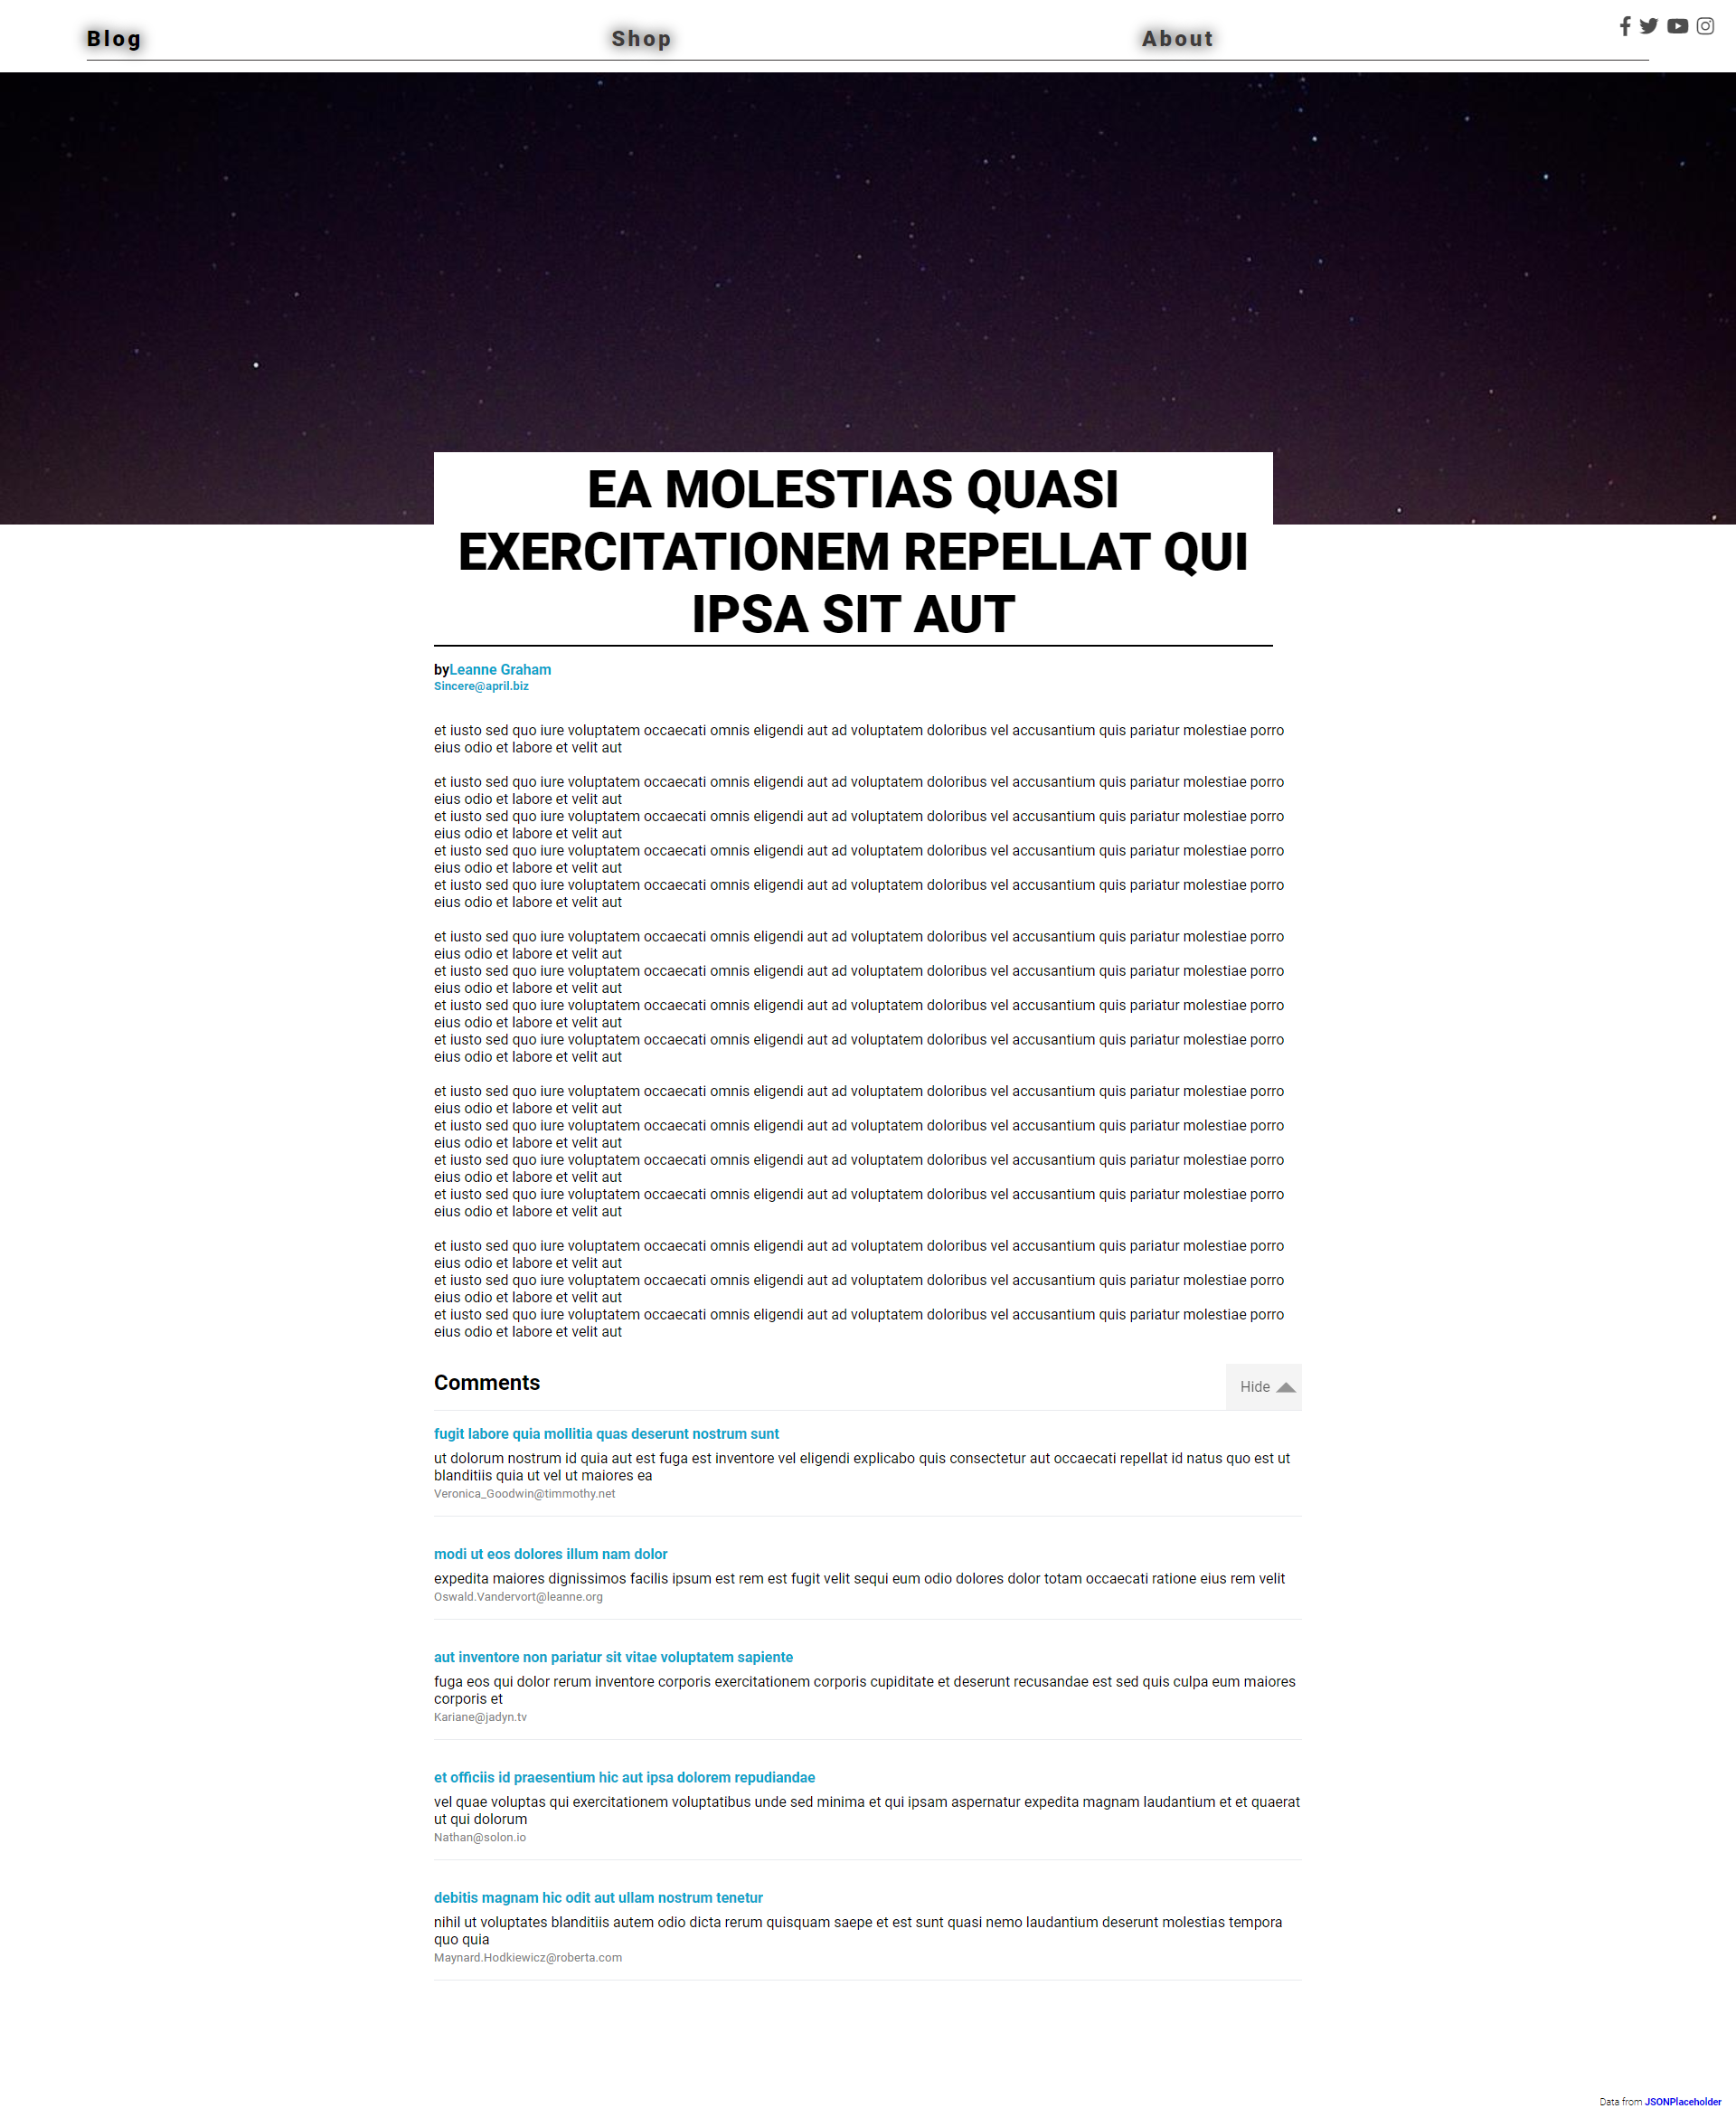 Blog
Shop
About
EA MOLESTIAS QUASI
EXERCITATIONEM REPELLAT QUI
IPSA SIT AUT
byLeanne Graham
Sincere@april.biz
et iusto sed quo iure voluptatem occaecati omnis eligendi aut ad voluptatem doloribus vel accusantium quis pariatur molestiae porro
eius odio et labore et velit aut
et iusto sed quo iure voluptatem occaecati omnis eligendi aut ad voluptatem doloribus vel accusantium quis pariatur molestiae porro
eius odio et labore et velit aut
et iusto sed quo iure voluptatem occaecati omnis eligendi aut ad voluptatem doloribus vel accusantium quis pariatur molestiae porro
eius odio et labore et velit aut
et iusto sed quo iure voluptatem occaecati omnis eligendi aut ad voluptatem doloribus vel accusantium quis pariatur molestiae porro
eius odio et labore et velit aut
et iusto sed quo iure voluptatem occaecati omnis eligendi aut ad voluptatem doloribus vel accusantium quis pariatur molestiae porro
eius odio et labore et velit aut
et iusto sed quo iure voluptatem occaecati omnis eligendi aut ad voluptatem doloribus vel accusantium quis pariatur molestiae porro
eius odio et labore et velit aut
et iusto sed quo iure voluptatem occaecati omnis eligendi aut ad voluptatem doloribus vel accusantium quis pariatur molestiae porro
eius odio et labore et velit aut
et iusto sed quo iure voluptatem occaecati omnis eligendi aut ad voluptatem doloribus vel accusantium quis pariatur molestiae porro
eius odio et labore et velit aut
et iusto sed quo iure voluptatem occaecati omnis eligendi aut ad voluptatem doloribus vel accusantium quis pariatur molestiae porro
eius odio et labore et velit aut
et iusto sed quo iure voluptatem occaecati omnis eligendi aut ad voluptatem doloribus vel accusantium quis pariatur molestiae porro
eius odio et labore et velit aut
et iusto sed quo iure voluptatem occaecati omnis eligendi aut ad voluptatem doloribus vel accusantium quis pariatur molestiae porro
eius odio et labore et velit aut
et iusto sed quo iure voluptatem occaecati omnis eligendi aut ad voluptatem doloribus vel accusantium quis pariatur molestiae porro
eius odio et labore et velit aut
et iusto sed quo iure voluptatem occaecati omnis eligendi aut ad voluptatem doloribus vel accusantium quis pariatur molestiae porro
eius odio et labore et velit aut
et iusto sed quo iure voluptatem occaecati omnis eligendi aut ad voluptatem doloribus vel accusantium quis pariatur molestiae porro
eius odio et labore et velit aut
et iusto sed quo iure voluptatem occaecati omnis eligendi aut ad voluptatem doloribus vel accusantium quis pariatur molestiae porro
eius odio et labore et velit aut
et iusto sed quo iure voluptatem occaecati omnis eligendi aut ad voluptatem doloribus vel accusantium quis pariatur molestiae porro
eius odio et labore et velit aut
Comments
Hide
fugit labore quia mollitia quas deserunt nostrum sunt
ut dolorum nostrum id quia aut est fuga est inventore vel eligendi explicabo quis consectetur aut occaecati repellat id natus quo est ut
blanditiis quia ut vel ut maiores ea
Veronica_Goodwin@timmothy.net
modi ut eos dolores illum nam dolor
expedita maiores dignissimos facilis ipsum est rem est fugit velit sequi eum odio dolores dolor totam occaecati ratione eius rem velit
Oswald.Vandervort@leanne.org
aut inventore non pariatur sit vitae voluptatem sapiente
fuga eos qui dolor rerum inventore corporis exercitationem corporis cupiditate et deserunt recusandae est sed quis culpa eum maiores
corporis et
Kariane@jadyn.tv
et officiis id praesentium hic aut ipsa dolorem repudiandae
vel quae voluptas qui exercitationem voluptatibus unde sed minima et qui ipsam aspernatur expedita magnam laudantium et et quaerat
ut qui dolorum
Nathan@solon.io
debitis magnam hic odit aut ullam nostrum tenetur
nihil ut voluptates blanditiis autem odio dicta rerum quisquam saepe et est sunt quasi nemo laudantium deserunt molestias tempora
quo quia
Maynard.Hodkiewicz@roberta.com
Data from JSONPlaceholder